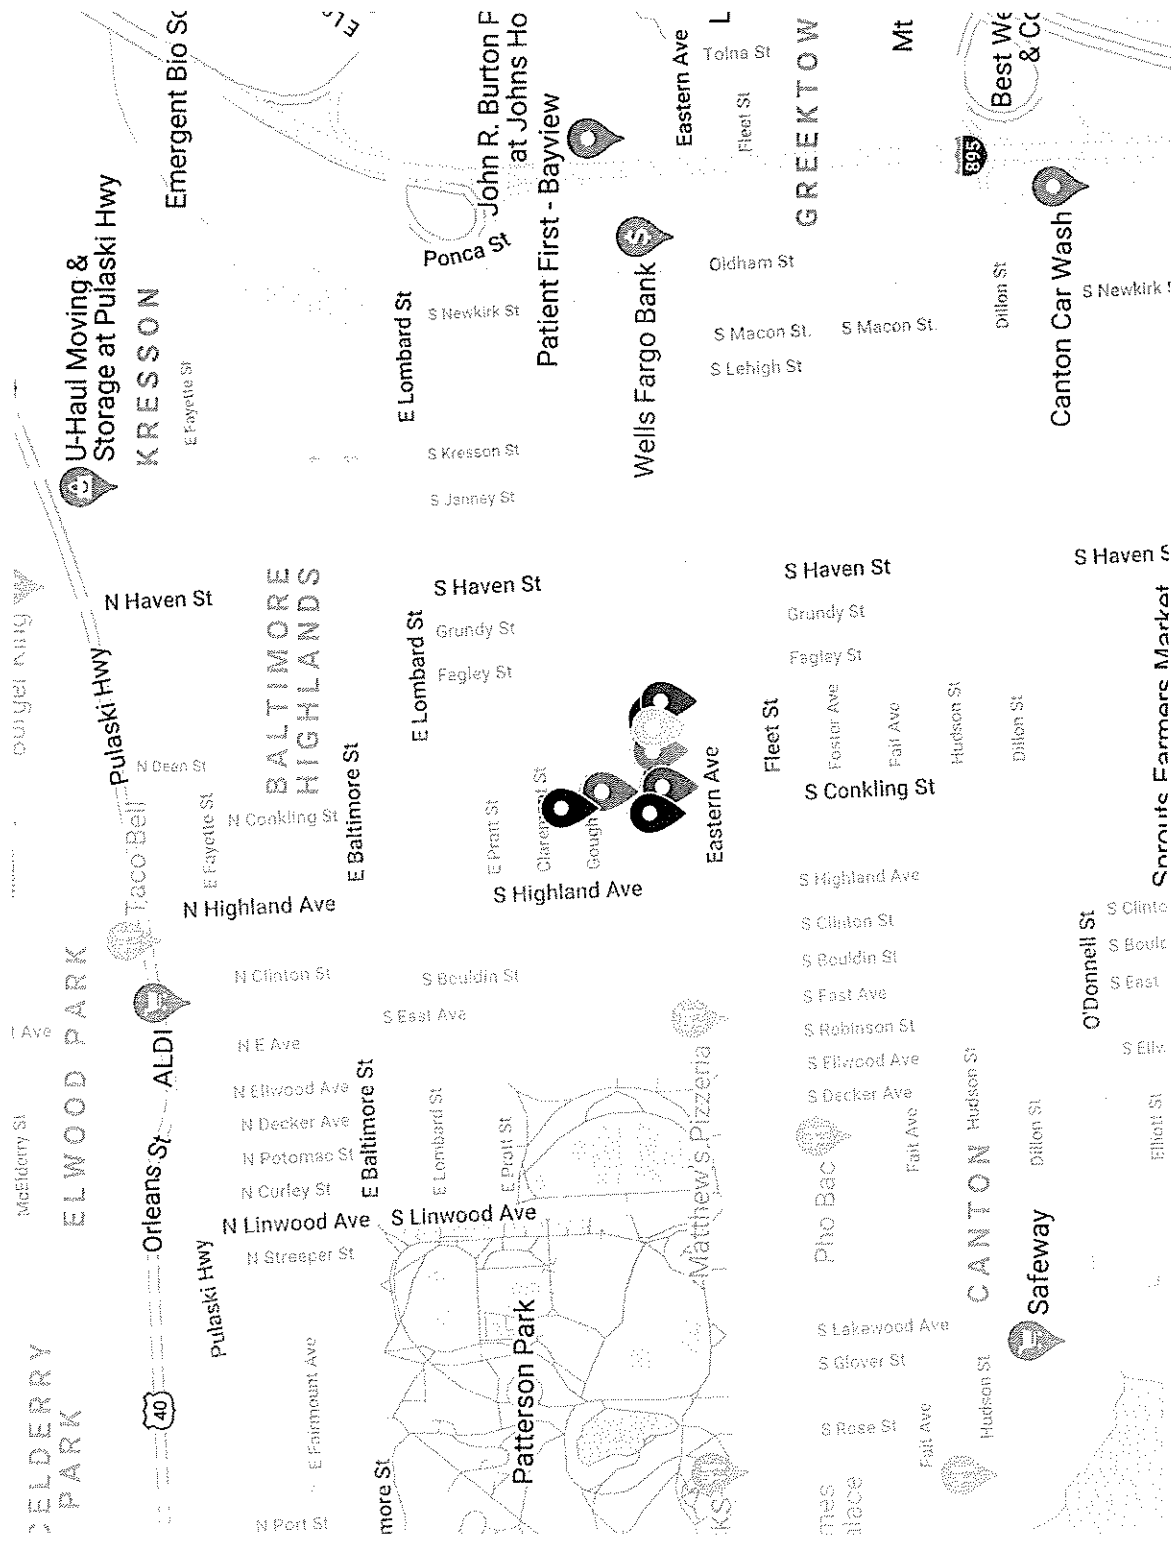 Emergent Bio Sc
John R. Burton P
at Johns Ho
Patient First - Bayview
Eastern Ave
Tolna St
Fleet St
GREEKTOW
Mt
Best We
& Co
895
U-Haul Moving &
Storage at Pulaski Hwy
KRESSON
E Fayette St
Ponca St
E Lombard St
S Newkirk St
Wells Fargo Bank
Oldham St
S Macon St.
S Macon St.
S Lehigh St
Dillon St
Canton Car Wash
S Newkirk
S Kresson St
S Janney St
N Haven St
Pulaski Hwy
BALTIMORE
HIGHLANDS
S Haven St
Grundy St
Fagley St
E Lombard St
S Haven St
Grundy St
Fagley St
S Haven S
Sprouts Farmers Market
N Dean St
Taco Bell
E Fayette St
N Conkling St
E Baltimore St
E Pratt St
Gough
Eastern Ave
Fleet St
Foster Ave
Fait Ave
Hudson St
Dillon St
S Conkling St
N Highland Ave
S Highland Ave
S Highland Ave
S Clinton St
S Bouldin St
S East Ave
S Robinson St
S Ellwood Ave
S Decker Ave
O'Donnell St
S Clinto
S Bould
S East
S Ellw
ELWOOD PARK
ALDI
N Clinton St
S Bouldin St
S East Ave
N E Ave
N Ellwood Ave
N Decker Ave
N Potomac St
N Curley St
E Baltimore St
E Lombard St
E Pratt St
Matthew's Pizzeria
McElderry St
t Ave
Orleans St
Pulaski Hwy
N Linwood Ave
S Linwood Ave
N Streeper St
Pho Bac
Fait Ave
Hudson St
Dillon St
Elliott St
CANTON
Safeway
S Lakewood Ave
S Glover St
S Rose St
Fait Ave
Hudson St
CELDERRY
PARK
40
E Fairmount Ave
N Port St
more St
Patterson Park